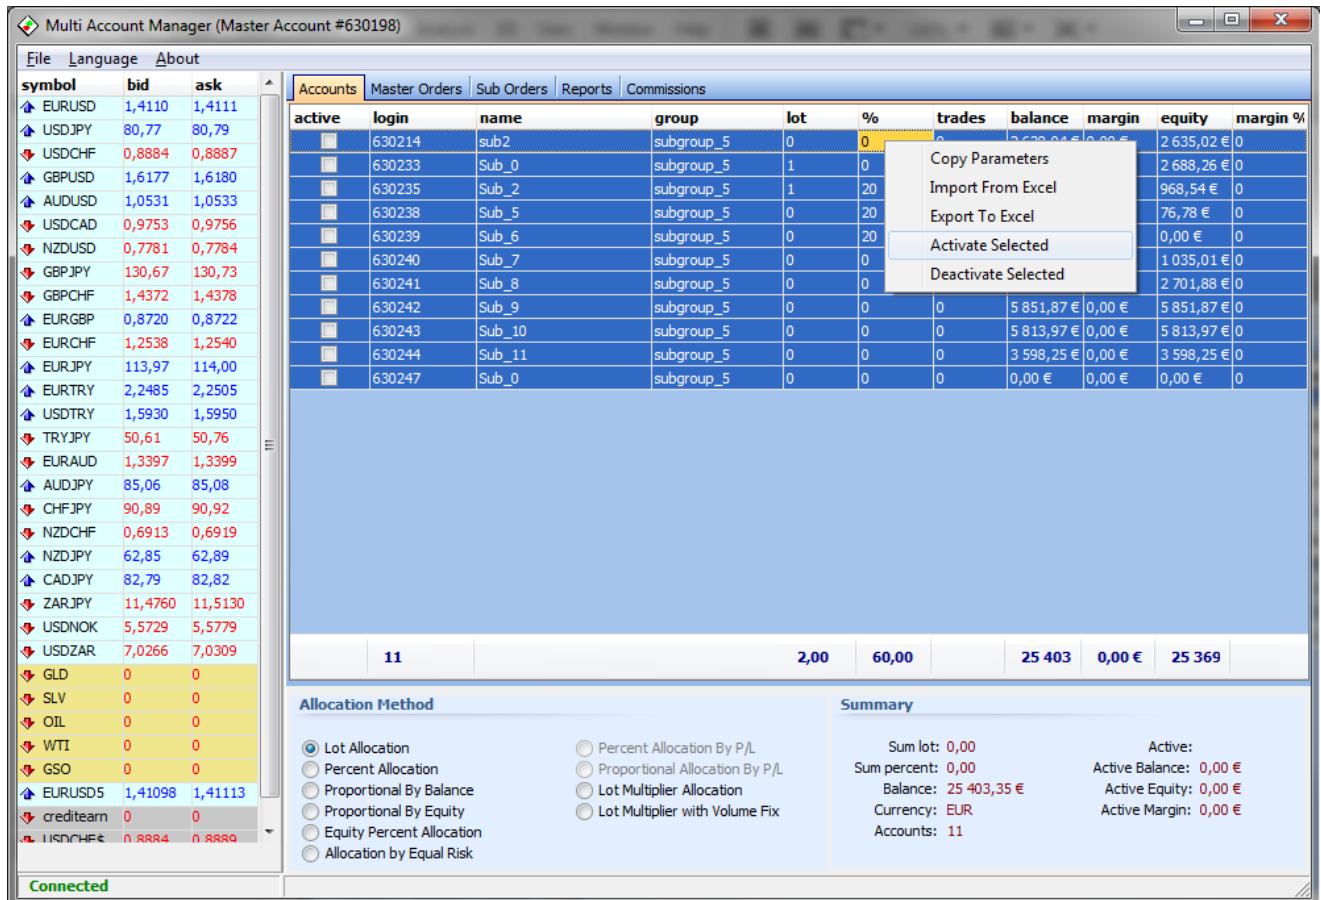 Multi Account Manager (Master Account #630198)
File Language About
symbol bid ask
EURUSD 1,4110 1,4111
USDJPY 80,77 80,79
USDCHF 0,8884 0,8887
GBPUSD 1,6177 1,6180
AUDUSD 1,0531 1,0533
USDCAD 0,9753 0,9756
NZDUSD 0,7781 0,7784
GBPJPY 130,67 130,73
GBPCHF 1,4372 1,4378
EURGBP 0,8720 0,8722
EURCHF 1,2538 1,2540
EURJPY 113,97 114,00
EURTRY 2,2485 2,2505
USDTRY 1,5930 1,5950
TRYJPY 50,61 50,76
EURAUD 1,3397 1,3399
AUDJPY 85,06 85,08
CHFJPY 90,89 90,92
NZDCHF 0,6913 0,6919
NZDJPY 62,85 62,89
CADJPY 82,79 82,82
ZARJPY 11,4760 11,5130
USDNOK 5,5729 5,5779
USDZAR 7,0266 7,0309
GLD 0 0
SLV 0 0
OIL 0 0
WTI 0 0
GSO 0 0
EURUSD5 1,41098 1,41113
creditearn 0 0
USDCHF$ 0,8884 0,8889
Connected
Accounts Master Orders Sub Orders Reports Commissions
active login name group lot % trades balance margin equity margin %
630214 sub2 subgroup_5 0 0 2 635,02 € 0
630233 Sub_0 subgroup_5 1 0 2 688,26 € 0
630235 Sub_2 subgroup_5 1 20 968,54 € 0
630238 Sub_5 subgroup_5 0 20 76,78 € 0
630239 Sub_6 subgroup_5 0 20 0,00 € 0
630240 Sub_7 subgroup_5 0 0 1 035,01 € 0
630241 Sub_8 subgroup_5 0 0 2 701,88 € 0
630242 Sub_9 subgroup_5 0 0 0 5 851,87 € 0,00 € 5 851,87 € 0
630243 Sub_10 subgroup_5 0 0 0 5 813,97 € 0,00 € 5 813,97 € 0
630244 Sub_11 subgroup_5 0 0 0 3 598,25 € 0,00 € 3 598,25 € 0
630247 Sub_0 subgroup_5 0 0 0 0,00 € 0,00 € 0,00 € 0
Copy Parameters
Import From Excel
Export To Excel
Activate Selected
Deactivate Selected
11 2,00 60,00 25 403 0,00 € 25 369
Allocation Method
Lot Allocation
Percent Allocation
Proportional By Balance
Proportional By Equity
Equity Percent Allocation
Allocation by Equal Risk
Percent Allocation By P/L
Proportional Allocation By P/L
Lot Multiplier Allocation
Lot Multiplier with Volume Fix
Summary
Sum lot: 0,00
Sum percent: 0,00
Balance: 25 403,35 €
Currency: EUR
Accounts: 11
Active:
Active Balance: 0,00 €
Active Equity: 0,00 €
Active Margin: 0,00 €